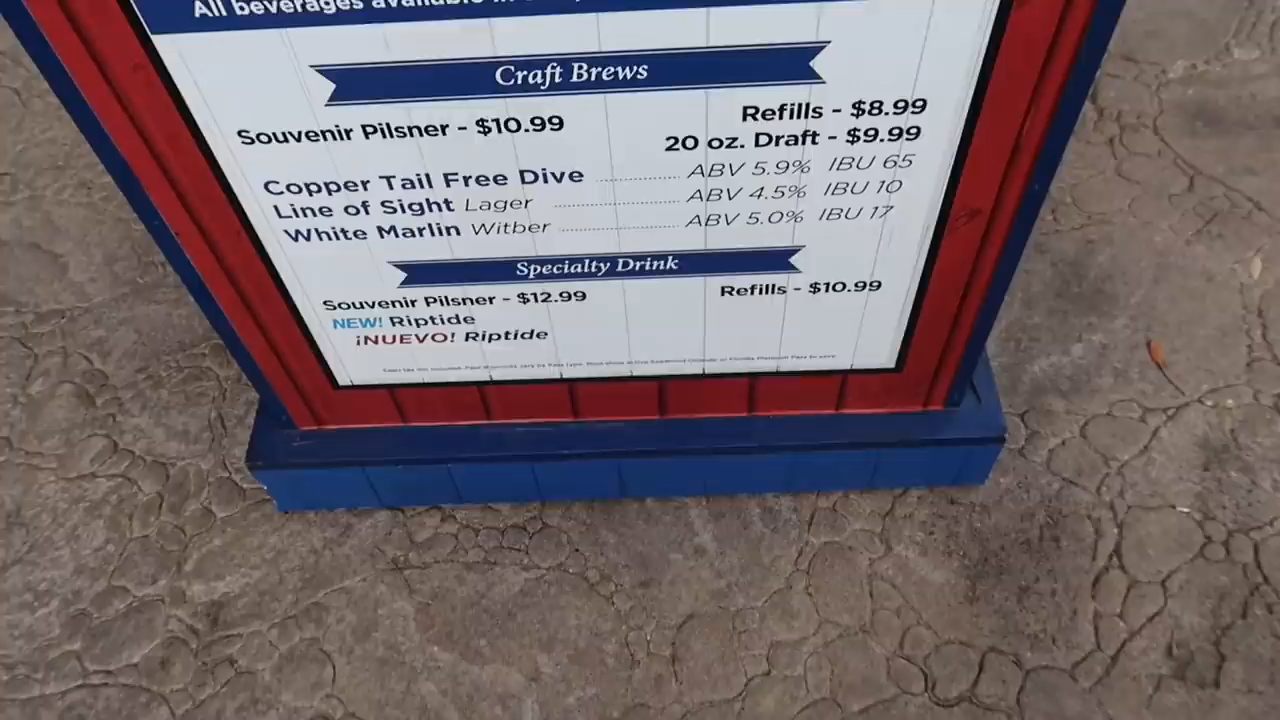 All beverages available in
Craft Brews
Souvenir Pilsner - $10.99
Refills - $8.99
20 oz. Draft - $9.99
Copper Tail Free Dive ABV 5.9% IBU 65
Line of Sight Lager ABV 4.5% IBU 10
White Marlin Witber ABV 5.0% IBU 17
Specialty Drink
Souvenir Pilsner - $12.99
Refills - $10.99
NEW! Riptide
¡NUEVO! Riptide